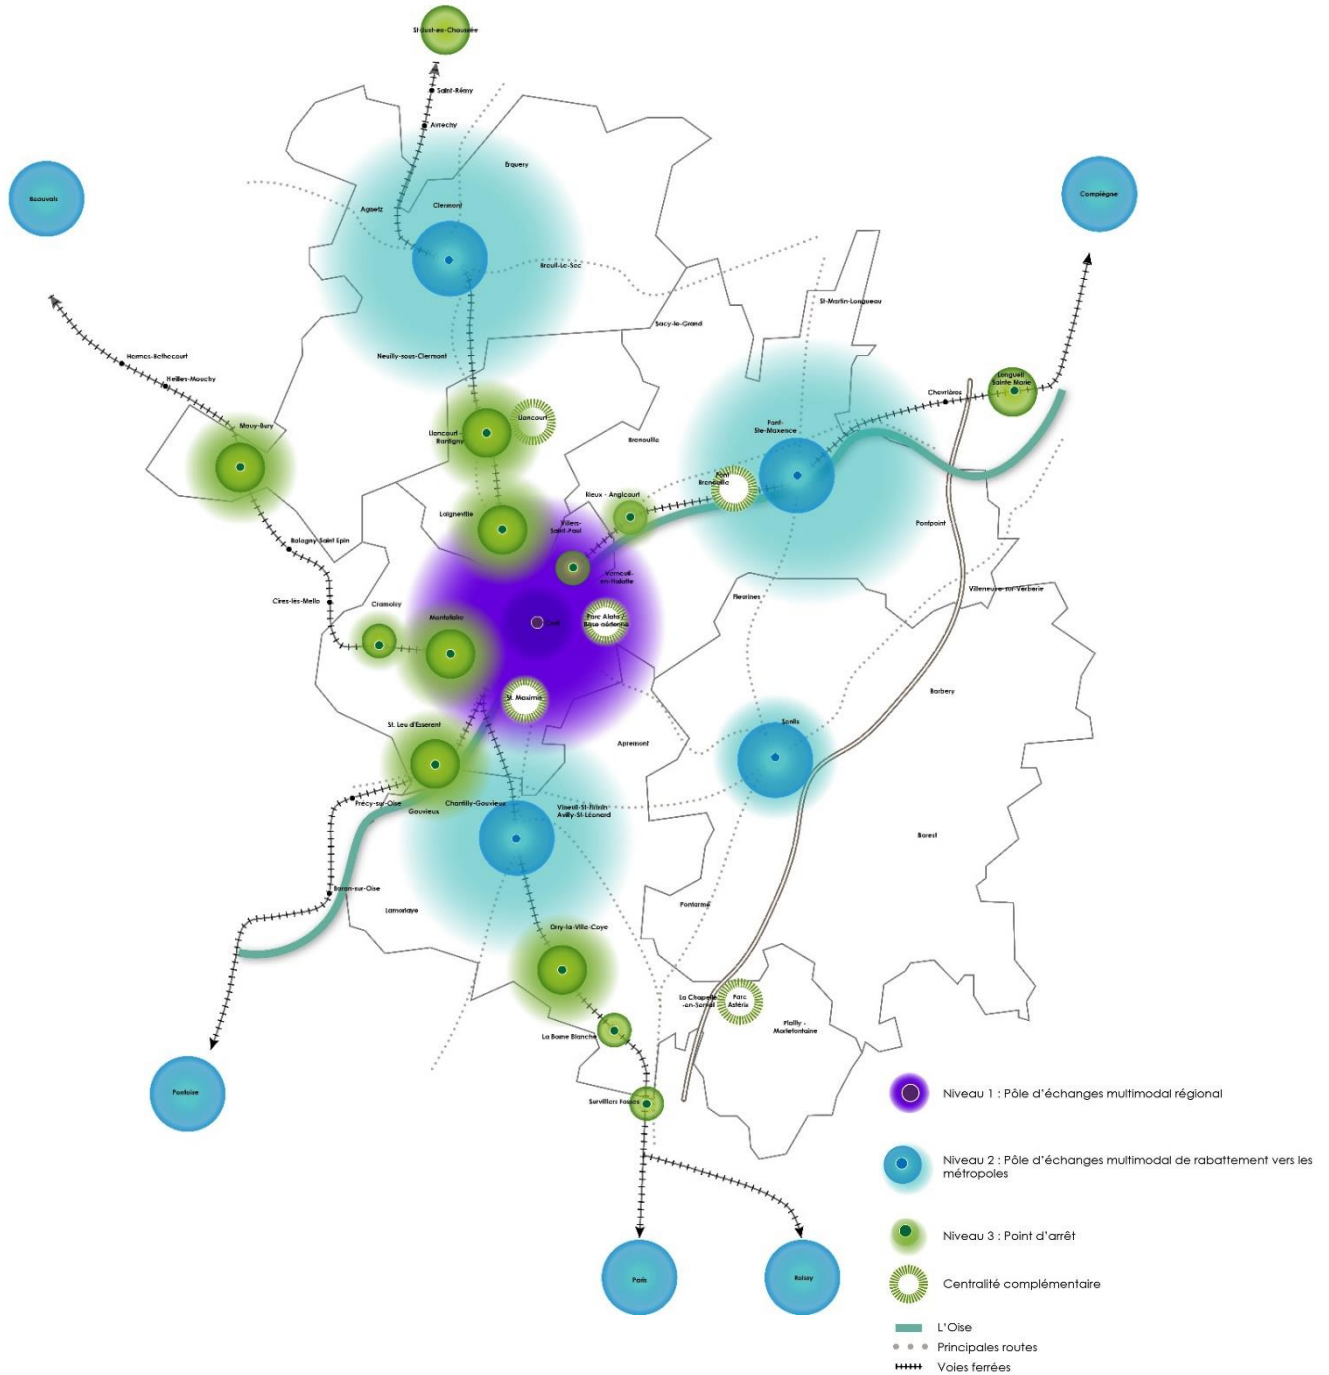 St-Just-en-Chaussée
Saint-Rémy
Avrechy
Erquery
Beauvais
Compiègne
Agnetz
Clermont
Breuil-Le-Sec
St-Martin-Longueau
Sacy-le-Grand
Hermes-Berthecourt
Neuilly-sous-Clermont
Heilles-Mouchy
Longueil
Sainte Marie
Chevrières
Liancourt
Mouy-Bury
Liancourt -
Rantigny
Brenouille
Pont-
Ste-Maxence
Pont
Brenouille
Rieux - Angicourt
Laigneville
Villers-
Saint-Paul
Pontpoint
Balagny-Saint Epin
Verneuil-
en-Halatte
Villeneuve-sur-Verberie
Cires-lès-Mello
Fleurines
Cramoisy
Montataire
Creil
Parc Alata /
Base aérienne
Barbery
St. Maximin
St. Leu d'Esserent
Senlis
Apremont
Précy-sur-Oise
Chantilly-Gouvieux
Gouvieux
Vineuil-St-Firmin
Avilly-St-Léonard
Borest
Boran-sur-Oise
Lamorlaye
Pontarmé
Orry-la-Ville-Coye
La Chapelle
-en-Serval
Parc
Astérix
Plailly -
Mortefontaine
La Borne Blanche
Pontoise
Survilliers Fosses
Paris
Roissy
Niveau 1 : Pôle d'échanges multimodal régional
Niveau 2 : Pôle d'échanges multimodal de rabattement vers les
métropoles
Niveau 3 : Point d'arrêt
Centralité complémentaire
L'Oise
Principales routes
Voies ferrées